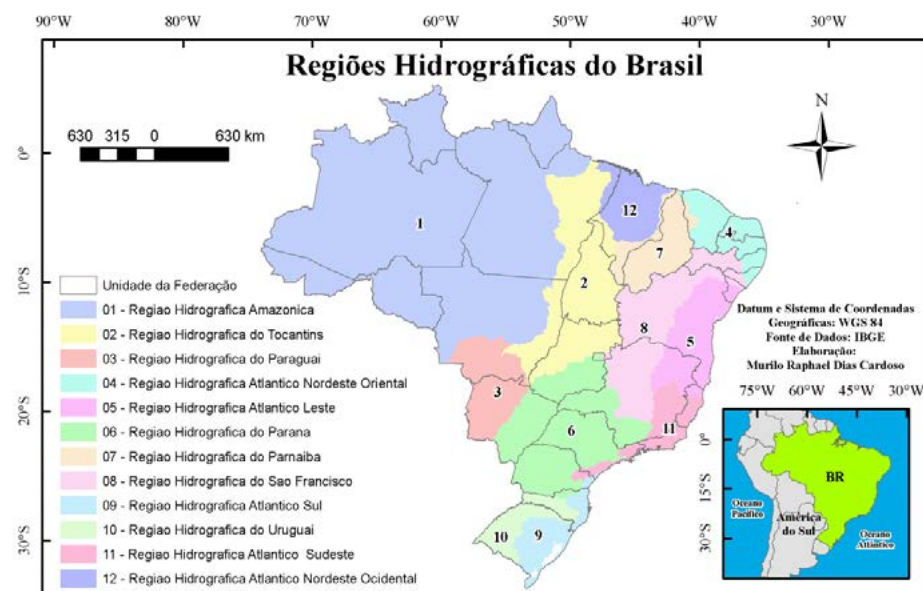 90°W 80°W 70°W 60°W 50°W 40°W 30°W
Regiões Hidrográficas do Brasil
630 315 0 630 km
N
0°
10°S
20°S
30°S
1
2
3
4
5
6
7
8
9
10
11
12
Unidade da Federação
01 - Regiao Hidrografica Amazonica
02 - Regiao Hidrografica do Tocantins
03 - Regiao Hidrografica do Paraguai
04 - Regiao Hidrografica Atlantico Nordeste Oriental
05 - Regiao Hidrografica Atlantico Leste
06 - Regiao Hidrografica do Parana
07 - Regiao Hidrografica do Parnaiba
08 - Regiao Hidrografica do Sao Francisco
09 - Regiao Hidrografica Atlantico Sul
10 - Regiao Hidrografica do Uruguai
11 - Regiao Hidrografica Atlantico Sudeste
12 - Regiao Hidrografica Atlantico Nordeste Ocidental
Datum e Sistema de Coordenadas
Geográficas: WGS 84
Fonte de Dados: IBGE
Elaboração:
Murilo Raphael Dias Cardoso
75°W 60°W 45°W 30°W
0°
15°S
30°S
BR
Oceano
Pacífico
América
do Sul
Oceano
Atlântico